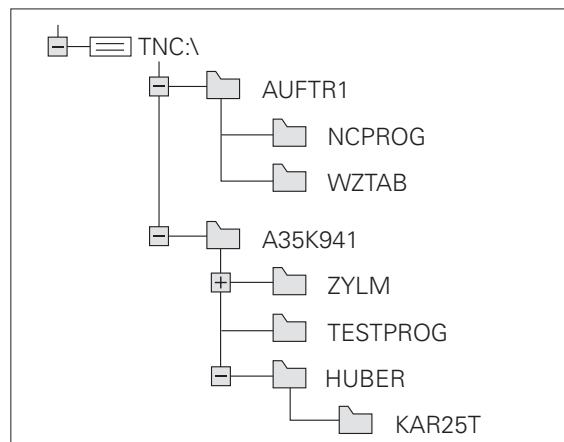 TNC:\
AUFTR1
NCPROG
WZTAB
A35K941
ZYLM
TESTPROG
HUBER
KAR25T